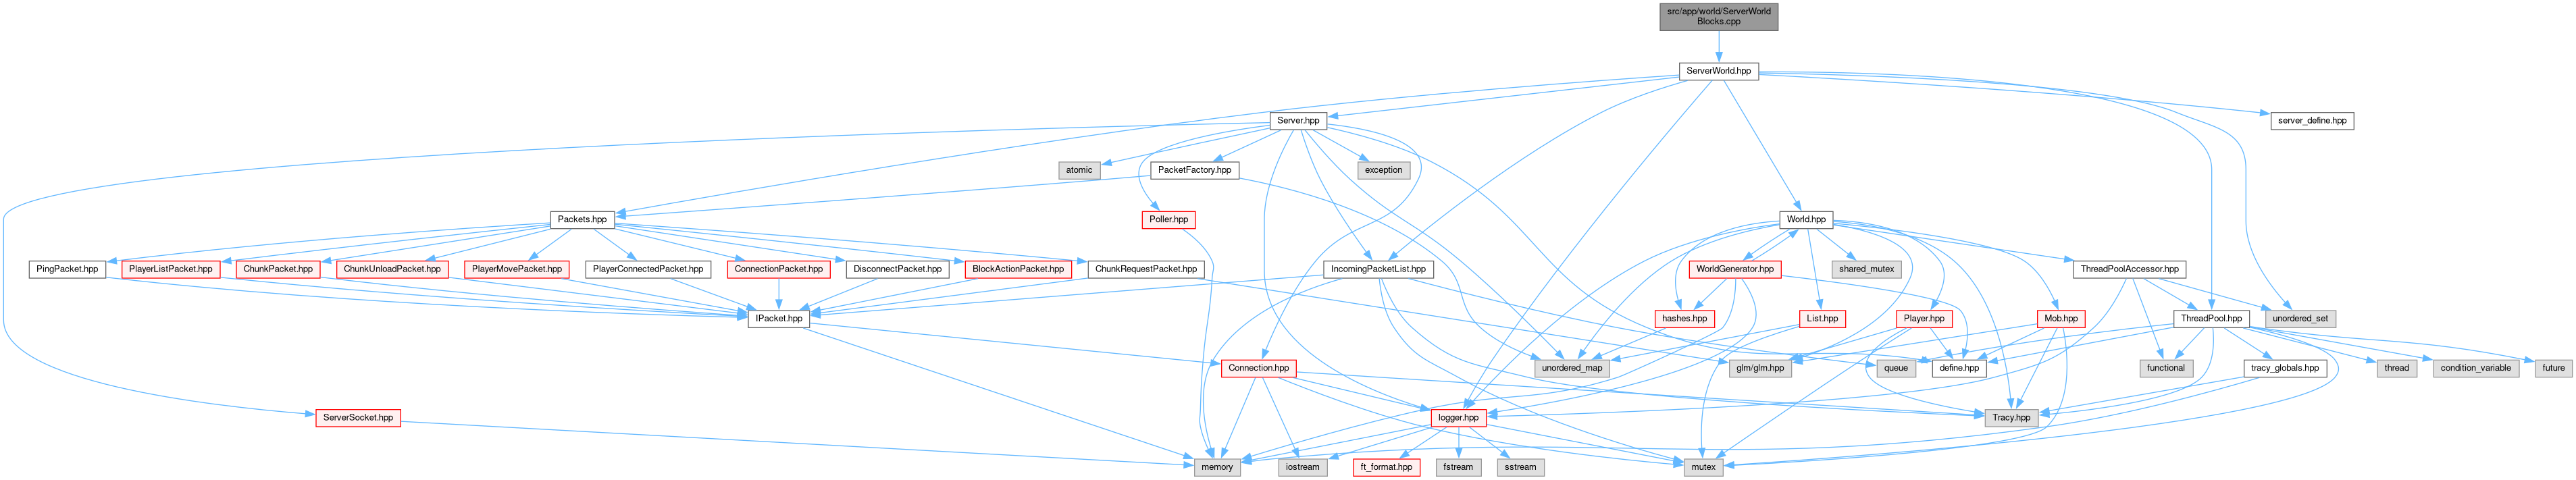 src/app/world/ServerWorld
Blocks.cpp
ServerWorld.hpp
Server.hpp
server_define.hpp
atomic
PacketFactory.hpp
exception
Packets.hpp
Poller.hpp
World.hpp
PingPacket.hpp
PlayerListPacket.hpp
ChunkPacket.hpp
ChunkUnloadPacket.hpp
PlayerMovePacket.hpp
PlayerConnectedPacket.hpp
ConnectionPacket.hpp
DisconnectPacket.hpp
BlockActionPacket.hpp
ChunkRequestPacket.hpp
IncomingPacketList.hpp
WorldGenerator.hpp
shared_mutex
ThreadPoolAccessor.hpp
IPacket.hpp
hashes.hpp
List.hpp
Player.hpp
Mob.hpp
ThreadPool.hpp
unordered_set
Connection.hpp
unordered_map
glm/glm.hpp
queue
define.hpp
functional
tracy_globals.hpp
thread
condition_variable
future
ServerSocket.hpp
logger.hpp
Tracy.hpp
memory
iostream
ft_format.hpp
fstream
sstream
mutex